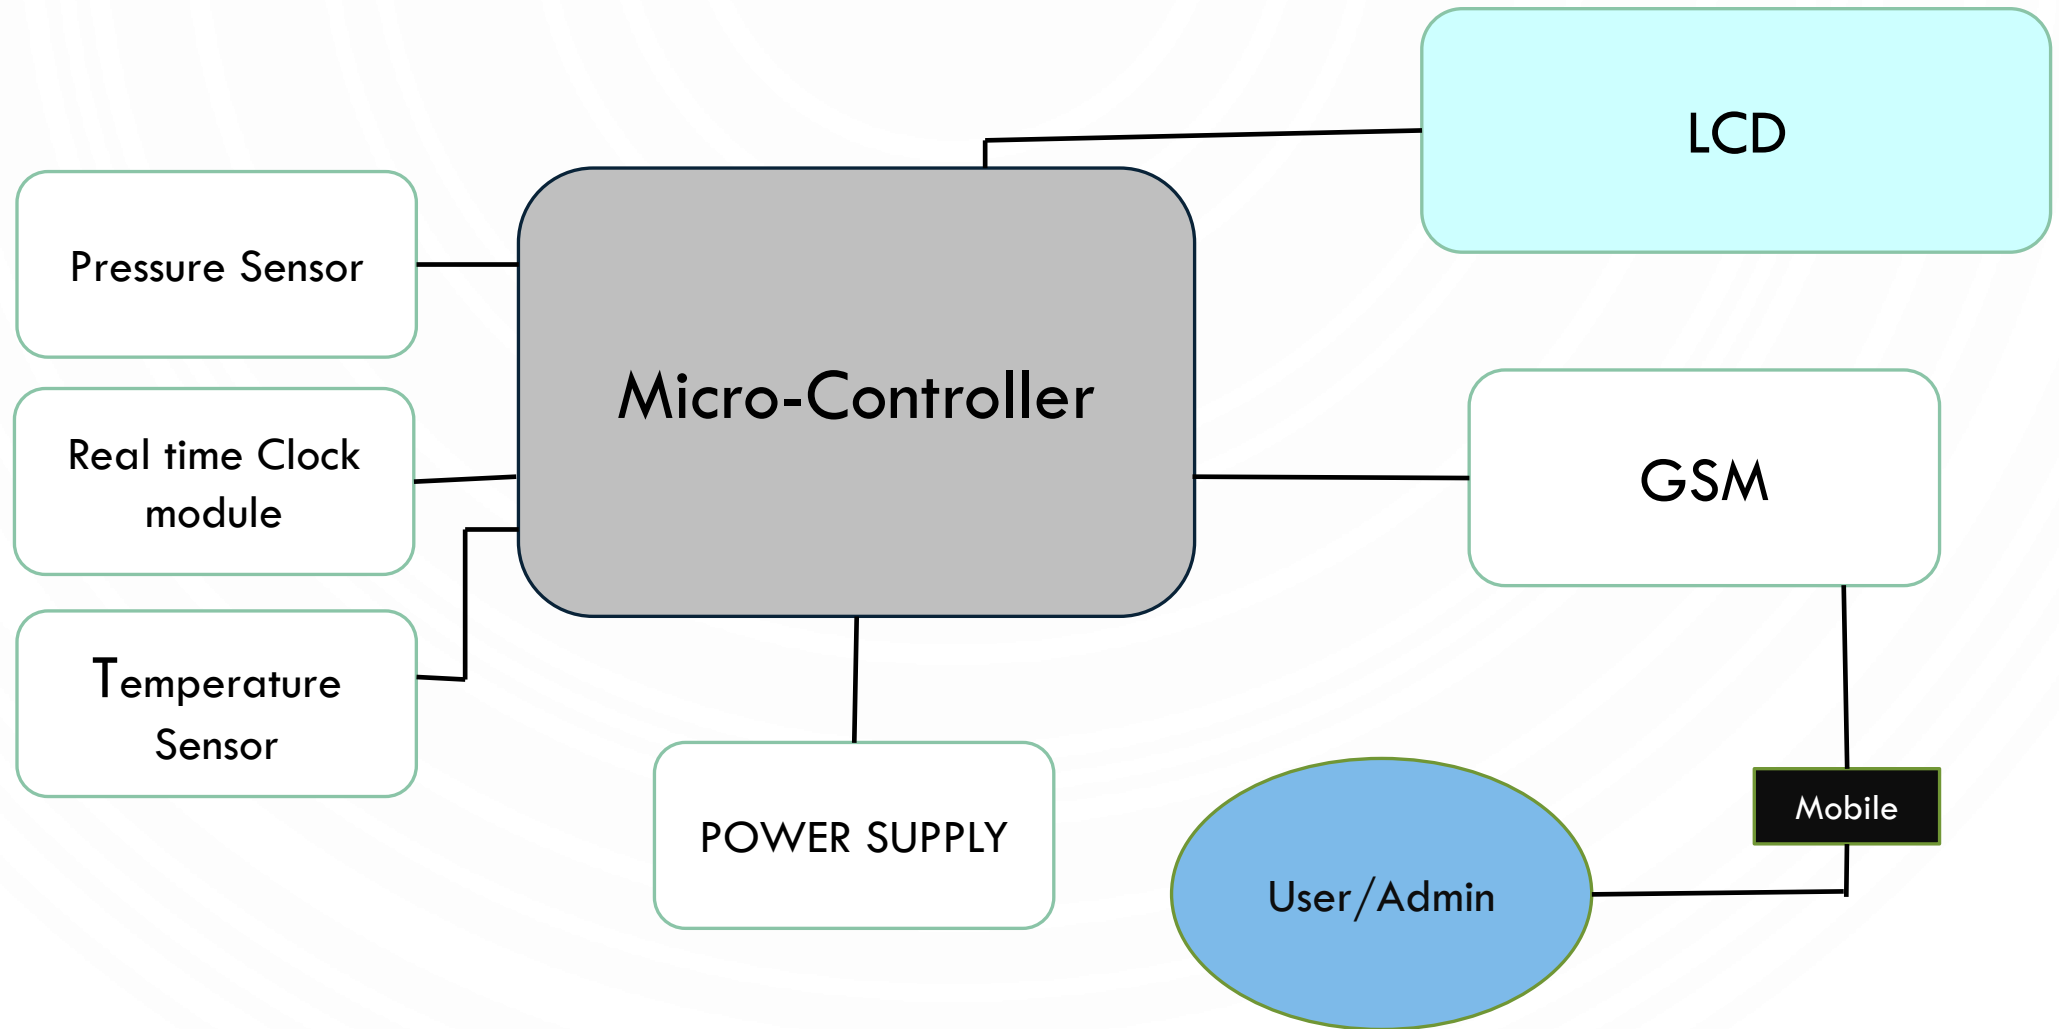 LCD
Pressure Sensor
Micro-Controller
Real time Clock
module
GSM
Temperature
Sensor
POWER SUPPLY
Mobile
User/Admin